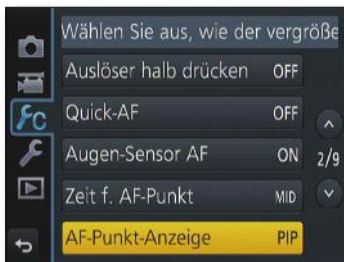 Wählen Sie aus, wie der vergröße
Auslöser halb drücken OFF
Quick-AF OFF
Augen-Sensor AF ON
2/9
Zeit f. AF-Punkt MID
AF-Punkt-Anzeige PIP
C